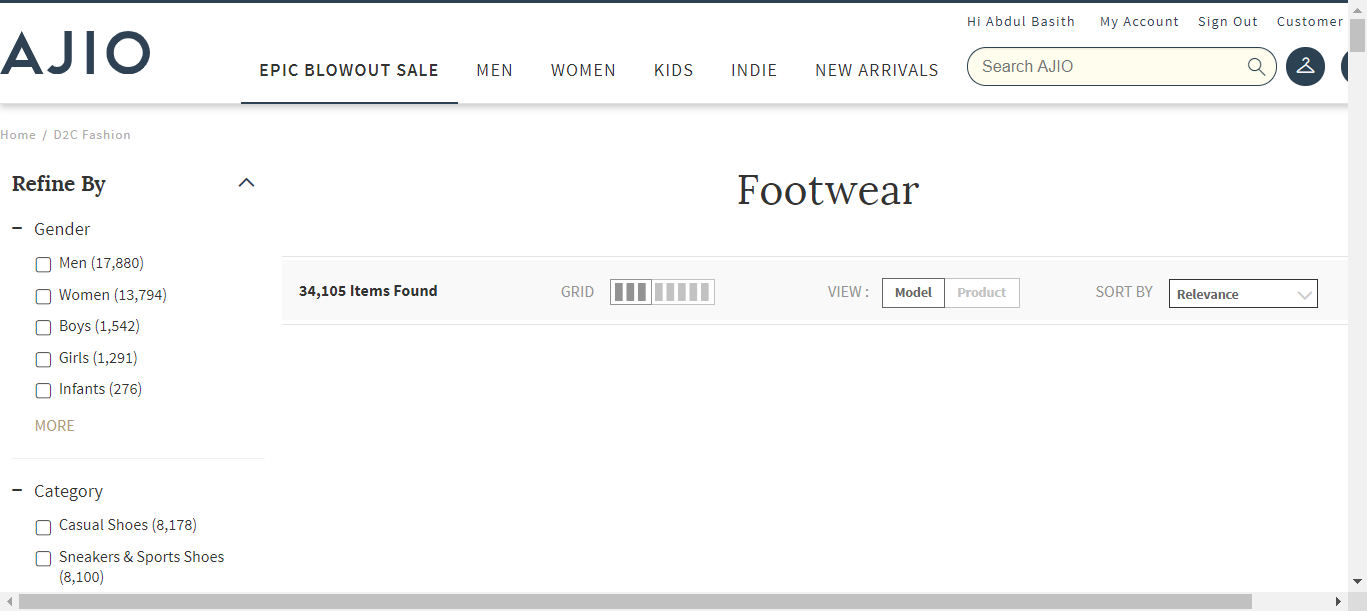 Hi Abdul Basith My Account Sign Out Customer
AJIO
EPIC BLOWOUT SALE MEN WOMEN KIDS INDIE NEW ARRIVALS
Search AJIO
Home / D2C Fashion
Refine By
Gender
Men (17,880)
Women (13,794)
Boys (1,542)
Girls (1,291)
Infants (276)
MORE
Category
Casual Shoes (8,178)
Sneakers & Sports Shoes
(8,100)
Footwear
34,105 Items Found GRID VIEW : Model Product SORT BY Relevance